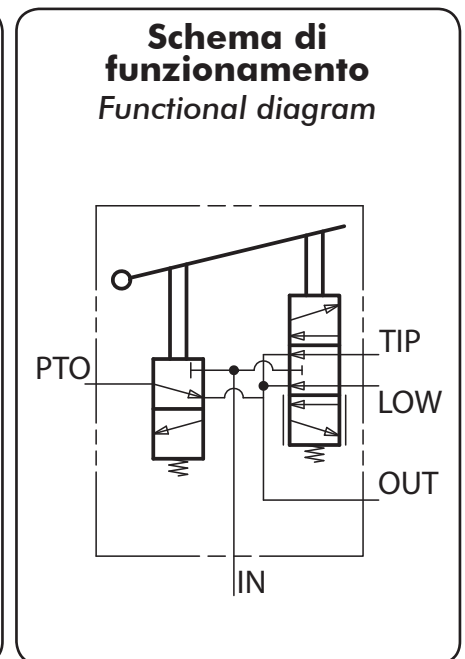 Schema di
funzionamento
Functional diagram
TIP
PTO
LOW
OUT
IN